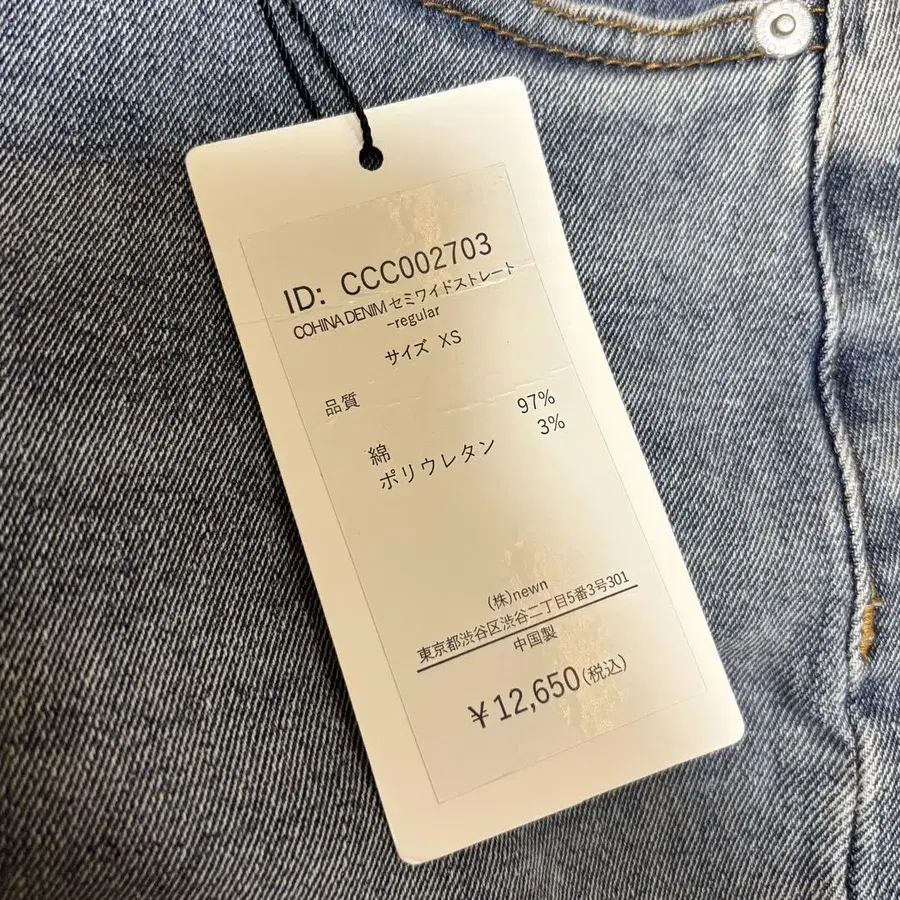 ID: CCC002703
COHINA DENIM セミワイドストレート
-regular
サイズ XS
品質
綿 97%
ポリウレタン 3%
(株)newn
東京都渋谷区渋谷二丁目5番3号301
中国製
¥12,650(税込)